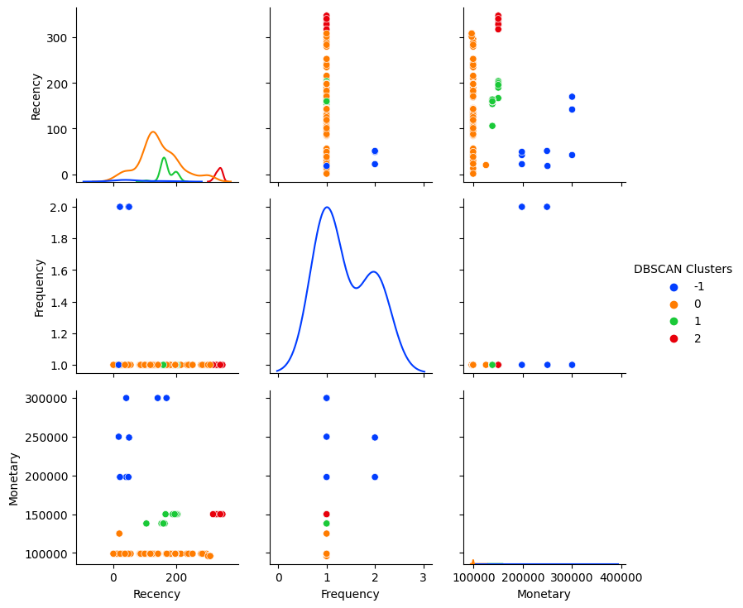 300
200
100
0
Recency
2.0
1.8
1.6
1.4
1.2
1.0
Frequency
DBSCAN Clusters
-1
0
1
2
300000
250000
200000
150000
100000
Monetary
0 200
0 1 2 3
100000 200000 300000 400000
Recency
Frequency
Monetary